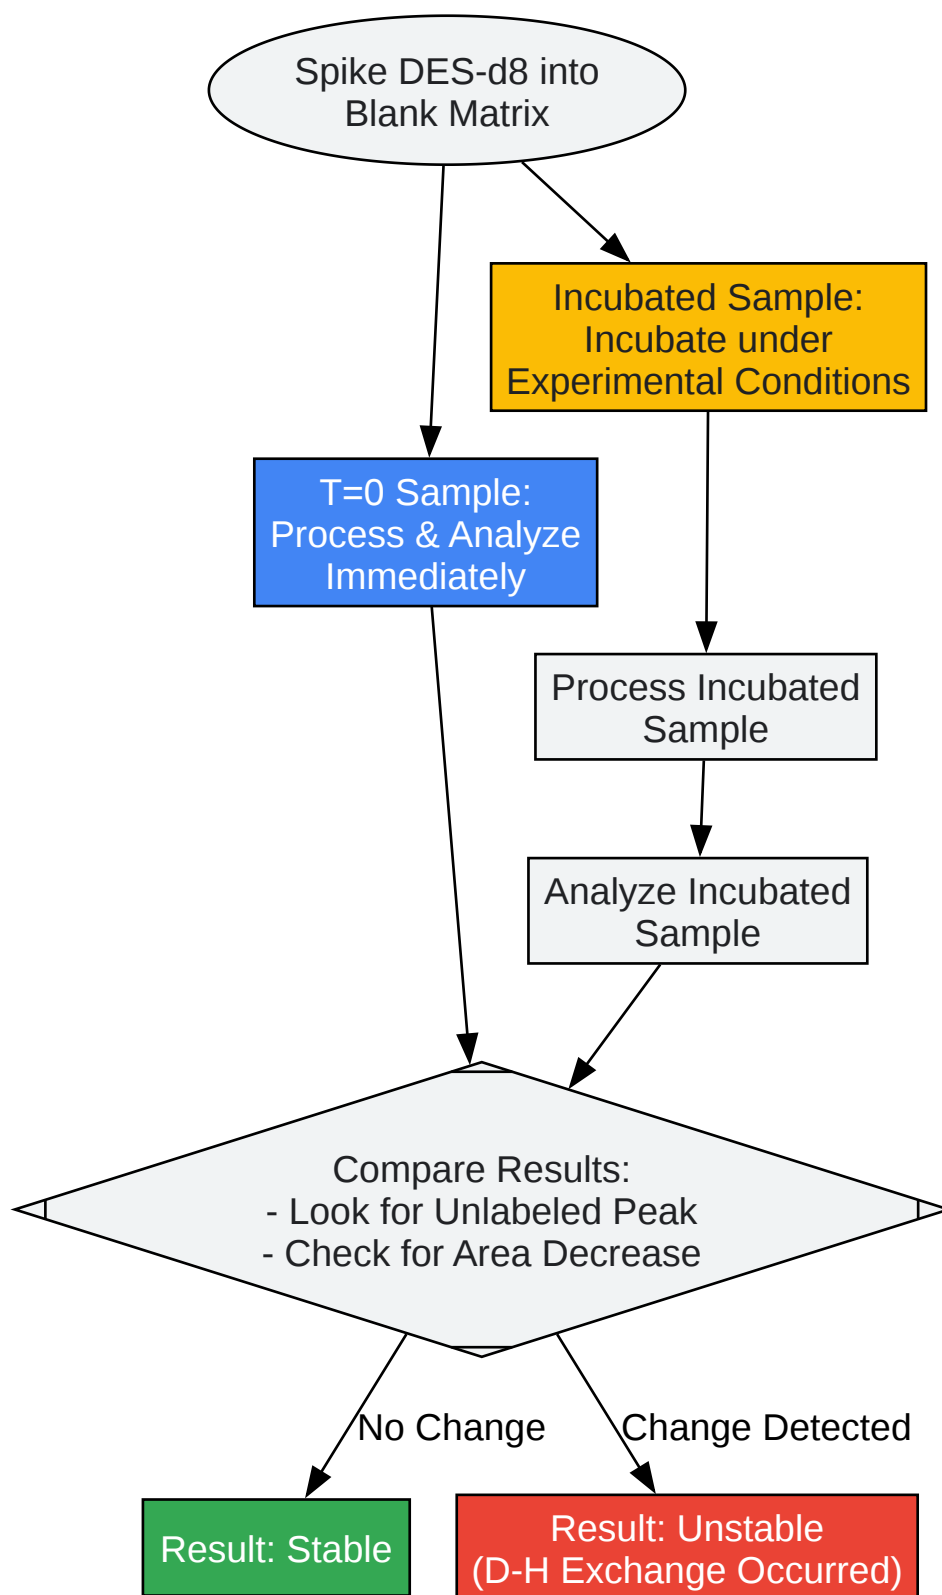 Spike DES-d8 into
Blank Matrix
Incubated Sample:
Incubate under
Experimental Conditions
T=0 Sample:
Process & Analyze
Immediately
Process Incubated
Sample
Analyze Incubated
Sample
Compare Results:
- Look for Unlabeled Peak
- Check for Area Decrease
No Change
Change Detected
Result: Stable
Result: Unstable
(D-H Exchange Occurred)